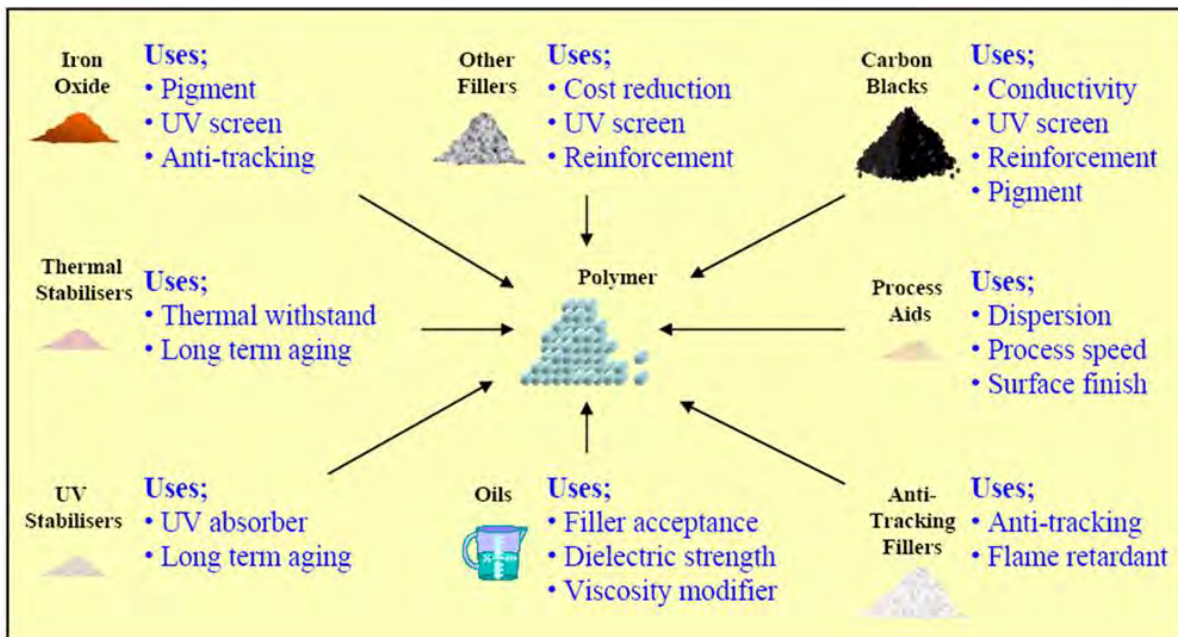 Iron
Oxide
Uses;
• Pigment
• UV screen
• Anti-tracking
Other
Fillers
Uses;
• Cost reduction
• UV screen
• Reinforcement
Carbon
Blacks
Uses;
• Conductivity
• UV screen
• Reinforcement
• Pigment
Thermal
Stabilisers
Uses;
• Thermal withstand
• Long term aging
Polymer
Process
Aids
Uses;
• Dispersion
• Process speed
• Surface finish
UV
Stabilisers
Uses;
• UV absorber
• Long term aging
Oils
Uses;
• Filler acceptance
• Dielectric strength
• Viscosity modifier
Anti-
Tracking
Fillers
Uses;
• Anti-tracking
• Flame retardant